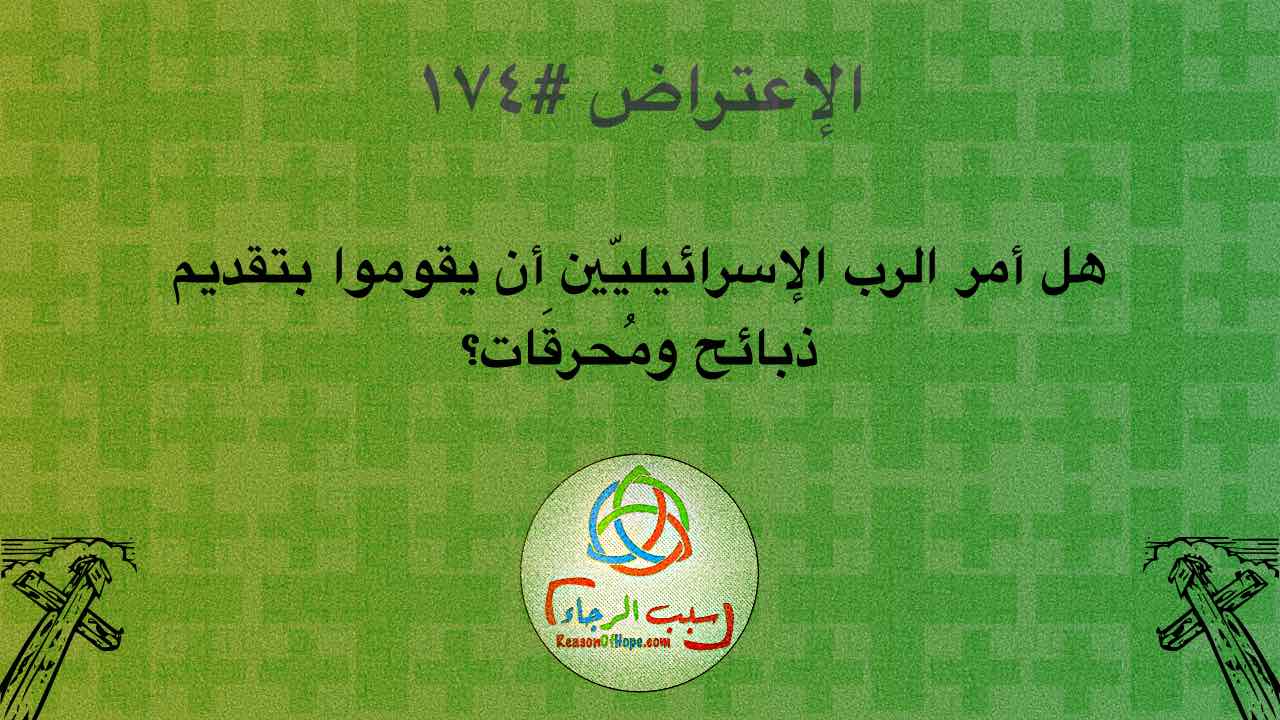 الإعتراض #١٧٤
هل أمر الرب الإسرائيليّين أن يقوموا بتقديم
ذبائح ومُحرقَات؟
سبب الرجاء
ReasonOfHope.com